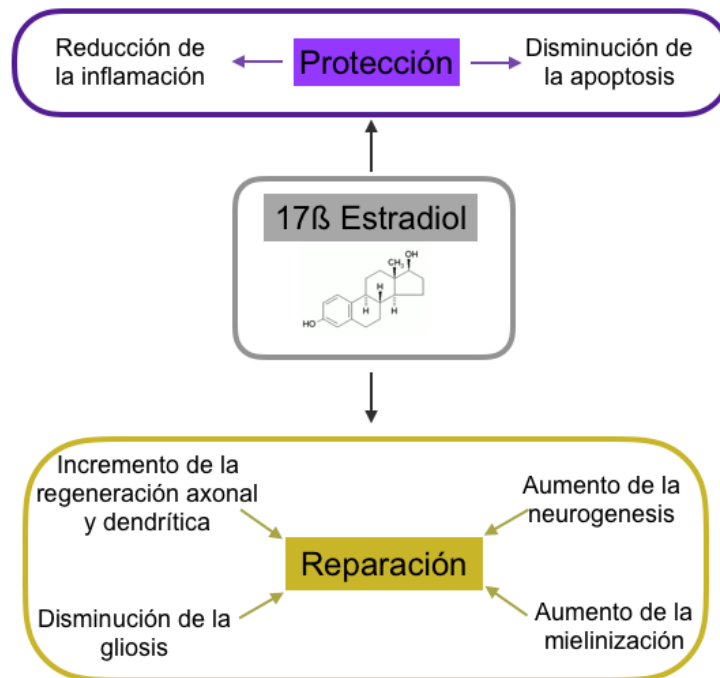 Reducción de
la inflamación
Protección
Disminución de
la apoptosis
17ß Estradiol
OH
CH₃
H
H
H
HO
Incremento de la
regeneración axonal
y dendrítica
Aumento de la
neurogenesis
Reparación
Disminución de la
gliosis
Aumento de la
mielinización